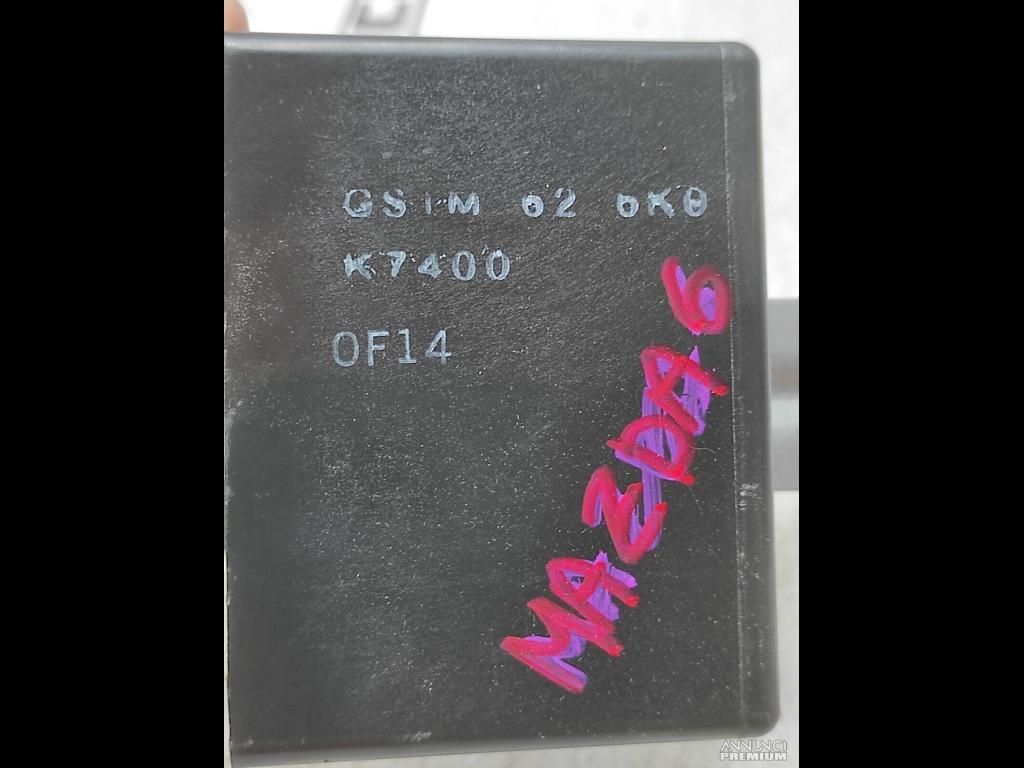 GS1M 62 6K0
K7400
0F14
MAZDA 6
ANNUNCI
PREMIUM